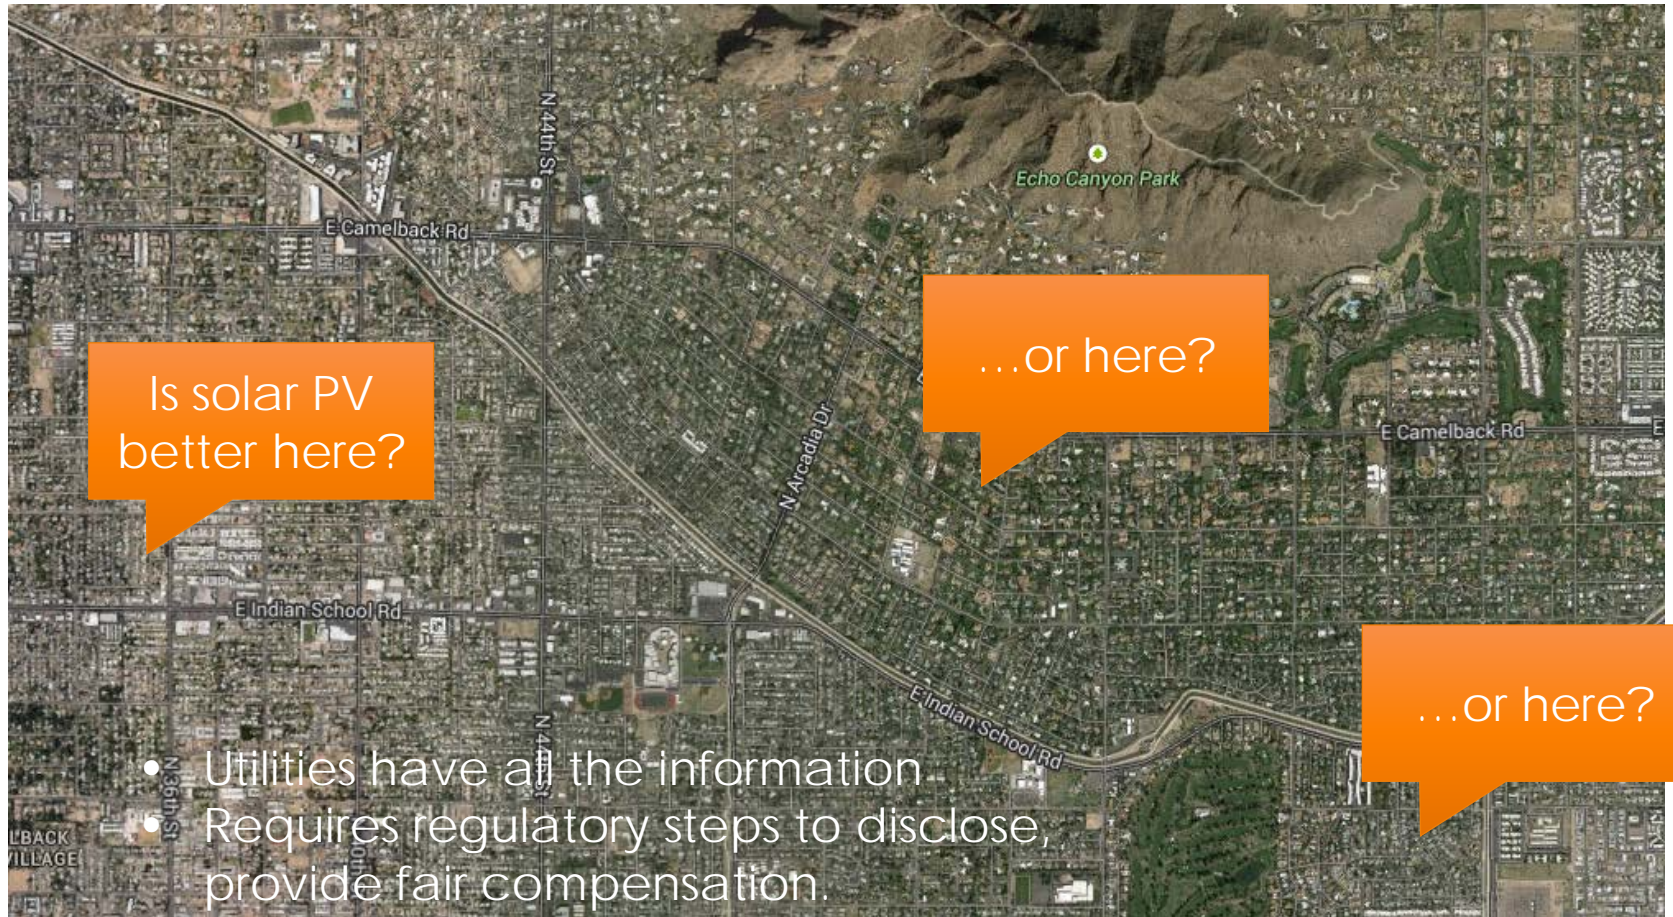 N 44th St
Echo Canyon Park
E Camelback Rd
…or here?
Is solar PV
better here?
N Arcadia Dr
E Camelback Rd
E
E Indian School Rd
…or here?
E Indian School Rd
N 44th St
N 36th St
• Utilities have all the information
• Requires regulatory steps to disclose,
provide fair compensation.
LBACK
VILLAGE